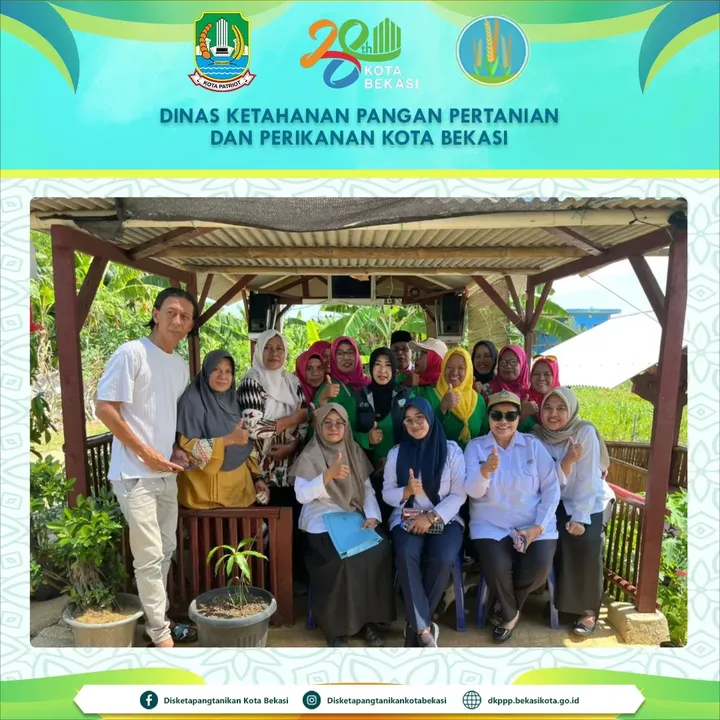 KOTA PATRIOT
28th
KOTA
BEKASI
DINAS KETAHANAN PANGAN PERTANIAN
DAN PERIKANAN KOTA BEKASI
Disketapangtanikan Kota Bekasi
Disketapangtanikankotabekasi
dkppp.bekasikota.go.id